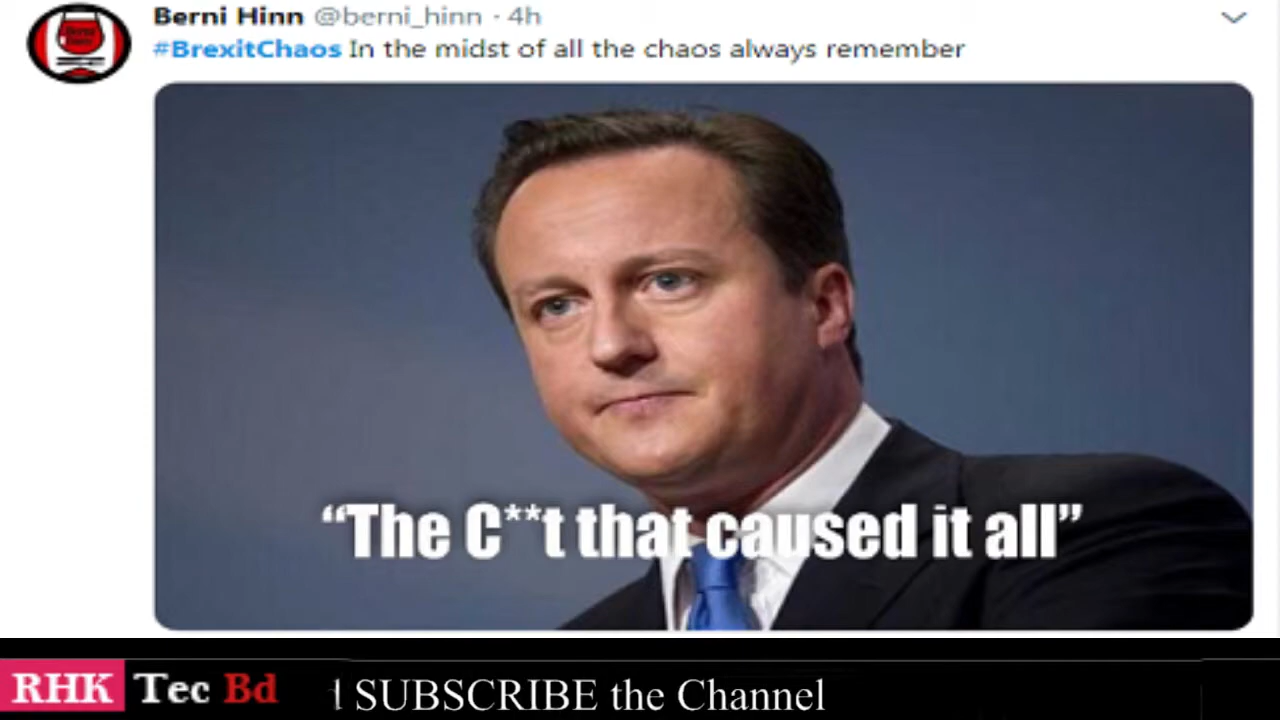 Berni Hinn @berni_hinn · 4h
#BrexitChaos In the midst of all the chaos always remember
“The C**t that caused it all”
RHK Tec Bd
SUBSCRIBE the Channel